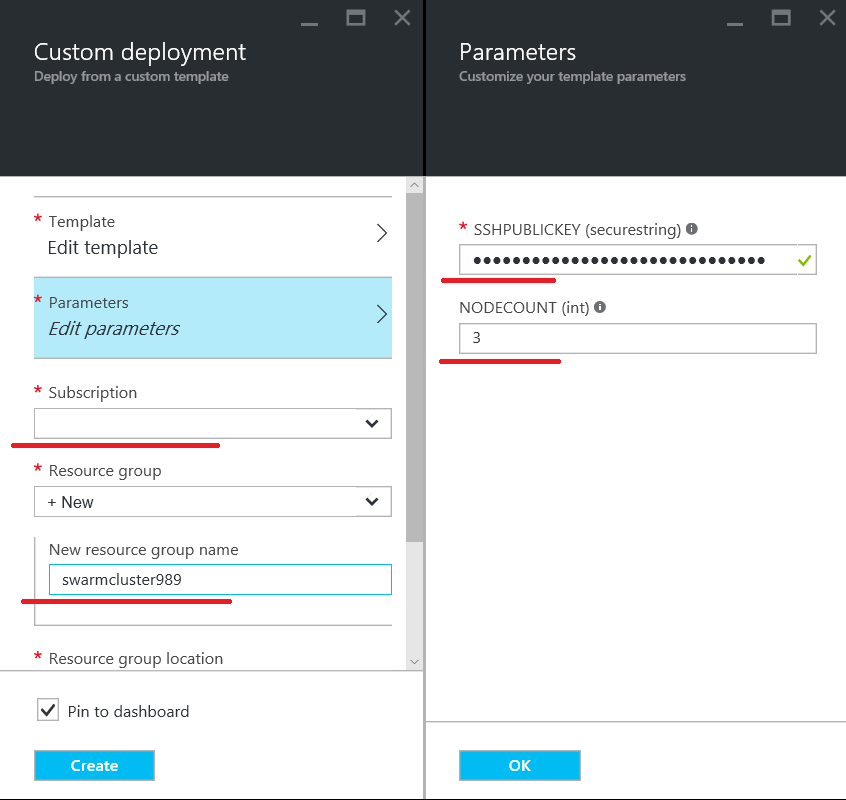 Custom deployment
Deploy from a custom template
* Template
Edit template
* Parameters
Edit parameters
* Subscription
* Resource group
+ New
New resource group name
swarmcluster989
* Resource group location
Pin to dashboard
Create
Parameters
Customize your template parameters
* SSHPUBLICKEY (securestring)
••••••••••••••••••••••••••••••
NODECOUNT (int)
3
OK